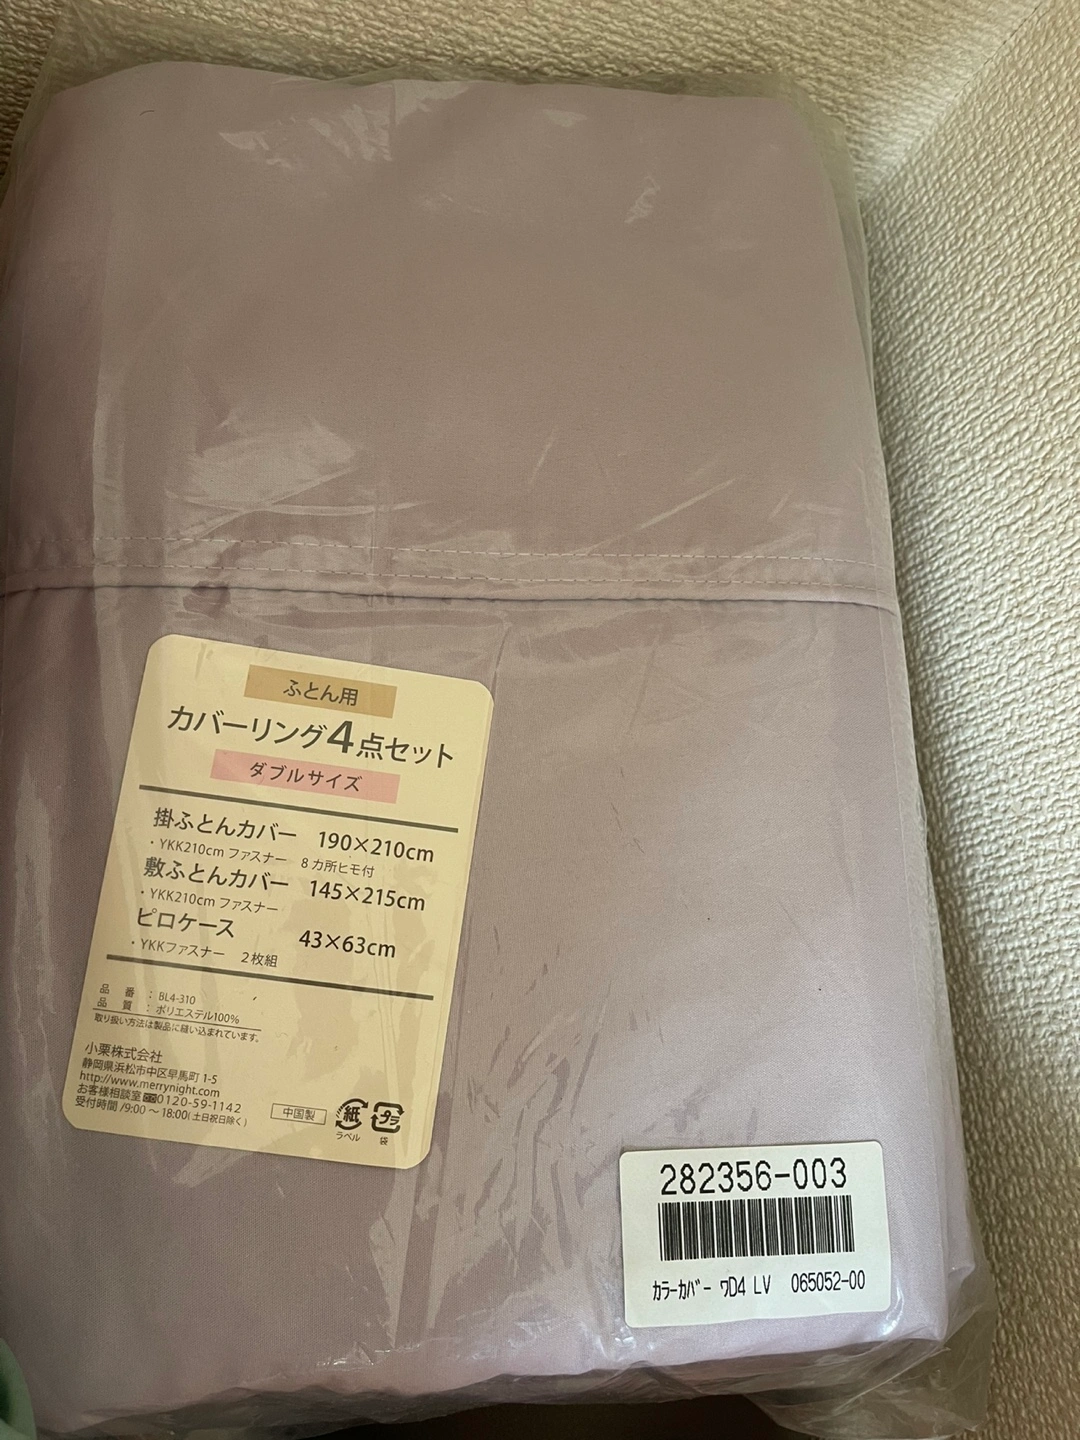 ふとん用
カバーリング4点セット
ダブルサイズ
掛ふとんカバー 190×210cm
・YKK210cm ファスナー 8カ所ヒモ付
敷ふとんカバー 145×215cm
・YKK210cm ファスナー
ピロケース 43×63cm
・YKKファスナー 2枚組
品 番 : BL4-310
品 質 : ポリエステル100%
取り扱い方法は製品に縫い込まれています。
小栗株式会社
静岡県浜松市中区早馬町 1-5
http://www.merrynight.com
お客様相談室 0120-59-1142
受付時間 /9:00 ～ 18:00(土日祝日除く)
中国製
紙
ラベル
プラ
袋
282356-003
ｶﾗｰｶﾊﾞｰ ﾜD4 LV 065052-00